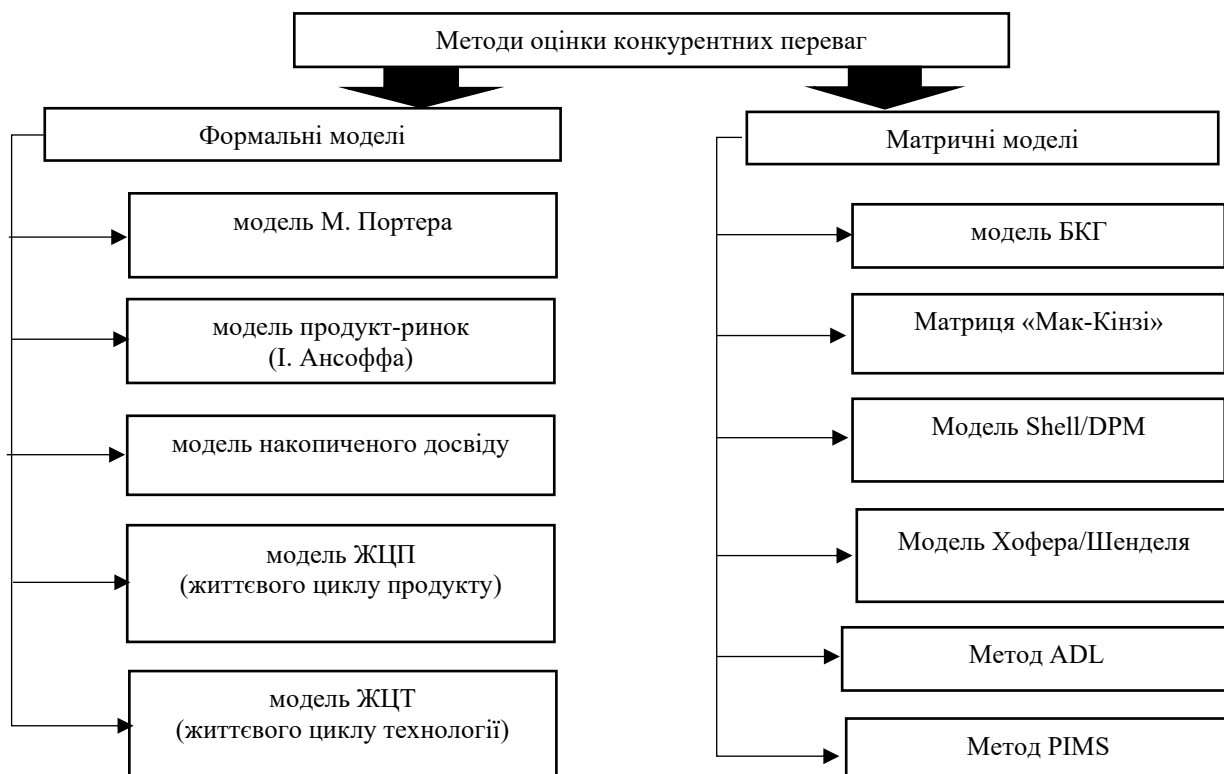 Методи оцінки конкурентних переваг
Формальні моделі
модель М. Портера
модель продукт-ринок
(І. Ансоффа)
модель накопиченого досвіду
модель ЖЦП
(життєвого циклу продукту)
модель ЖЦТ
(життєвого циклу технології)
Матричні моделі
модель БКГ
Матриця «Мак-Кінзі»
Модель Shell/DPM
Модель Хофера/Шенделя
Метод ADL
Метод PIMS